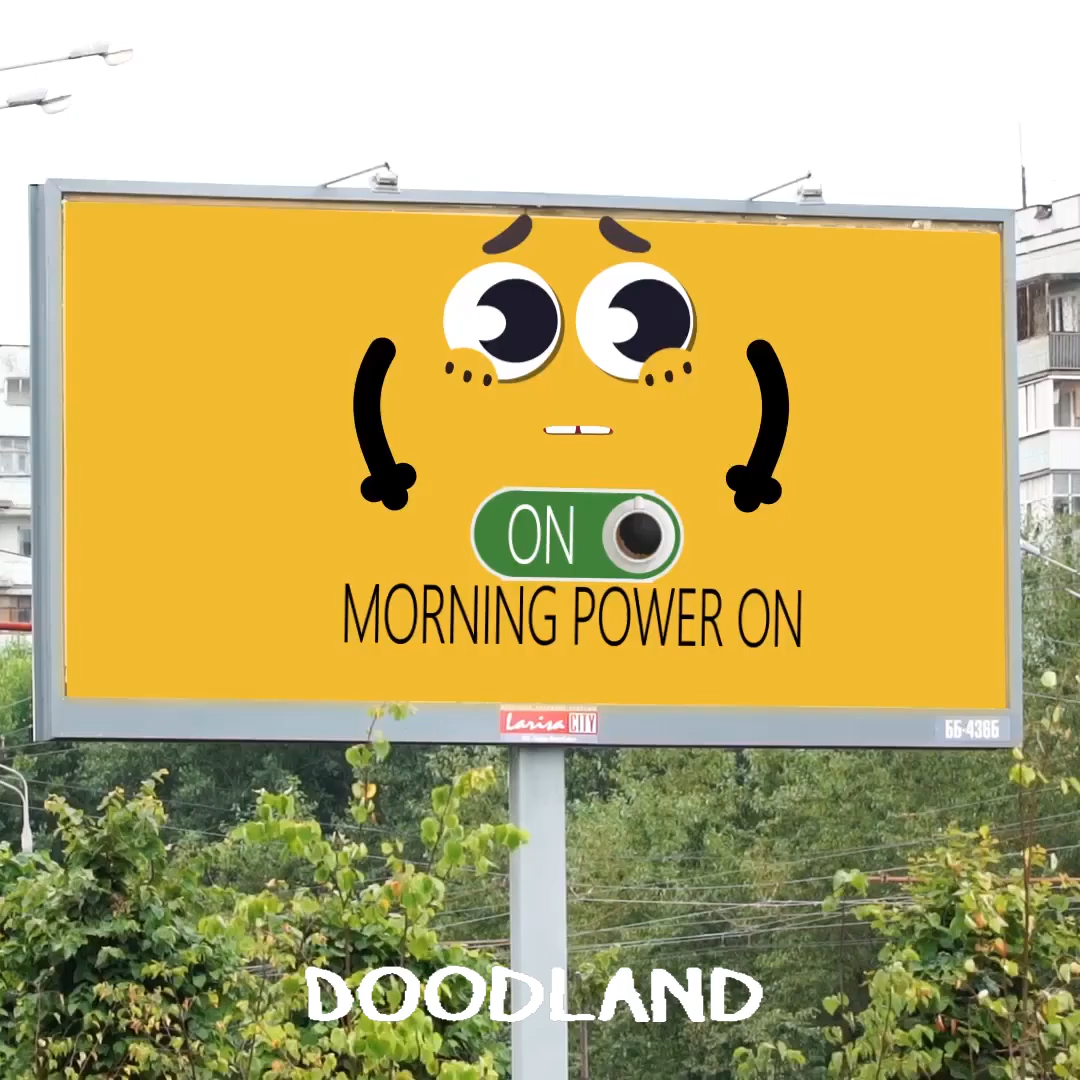 ON
MORNING POWER ON
Larisa CITY
ББ-436Б
DOODLAND